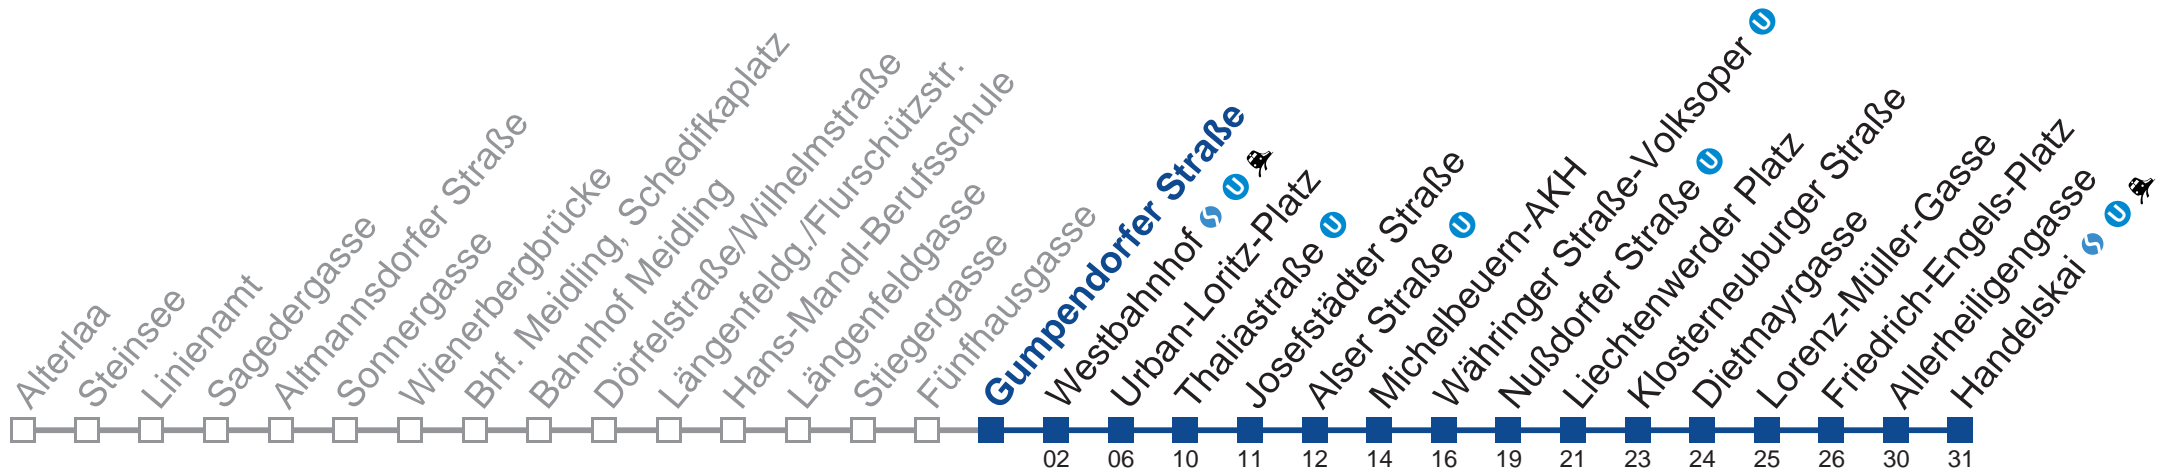 Alterlaa
Steinsee
Linienamt
Sagedergasse
Altmannsdorfer Straße
Sonnergasse
Wienerbergbrücke
Bhf. Meidling, Schedifkaplatz
Bahnhof Meidling
Dörfelstraße/Wilhelmstraße
Längenfeldg./Flurschützstr.
Hans-Mandl-Berufsschule
Längenfeldgasse
Stiegergasse
Fünfhausgasse
Gumpendorfer Straße
Westbahnhof S U
Urban-Loritz-Platz
Thaliastraße U
Josefstädter Straße
Alser Straße U
Michelbeuern-AKH
Währinger Straße-Volksoper U
Nußdorfer Straße U
Liechtenwerder Platz
Klosterneuburger Straße
Dietmayrgasse
Lorenz-Müller-Gasse
Friedrich-Engels-Platz
Allerheiligengasse
Handelskai S U
02 06 10 11 12 14 16 19 21 23 24 25 26 30 31